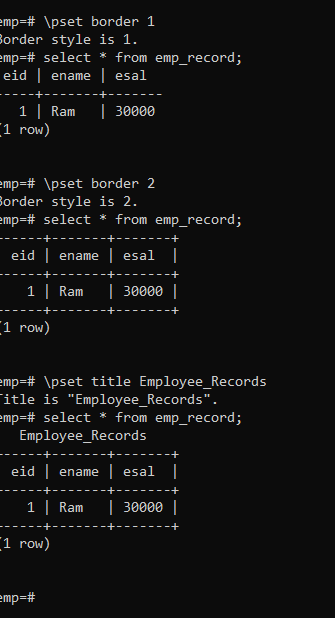 emp=# \pset border 1
Border style is 1.
emp=# select * from emp_record;
 eid | ename | esal
-----+-------+-------
   1 | Ram   | 30000
(1 row)
emp=# \pset border 2
Border style is 2.
emp=# select * from emp_record;
------+-------+-------+
  eid | ename | esal  |
------+-------+-------+
    1 | Ram   | 30000 |
------+-------+-------+
(1 row)
emp=# \pset title Employee_Records
Title is "Employee_Records".
emp=# select * from emp_record;
   Employee_Records
------+-------+-------+
  eid | ename | esal  |
------+-------+-------+
    1 | Ram   | 30000 |
------+-------+-------+
(1 row)
emp=#